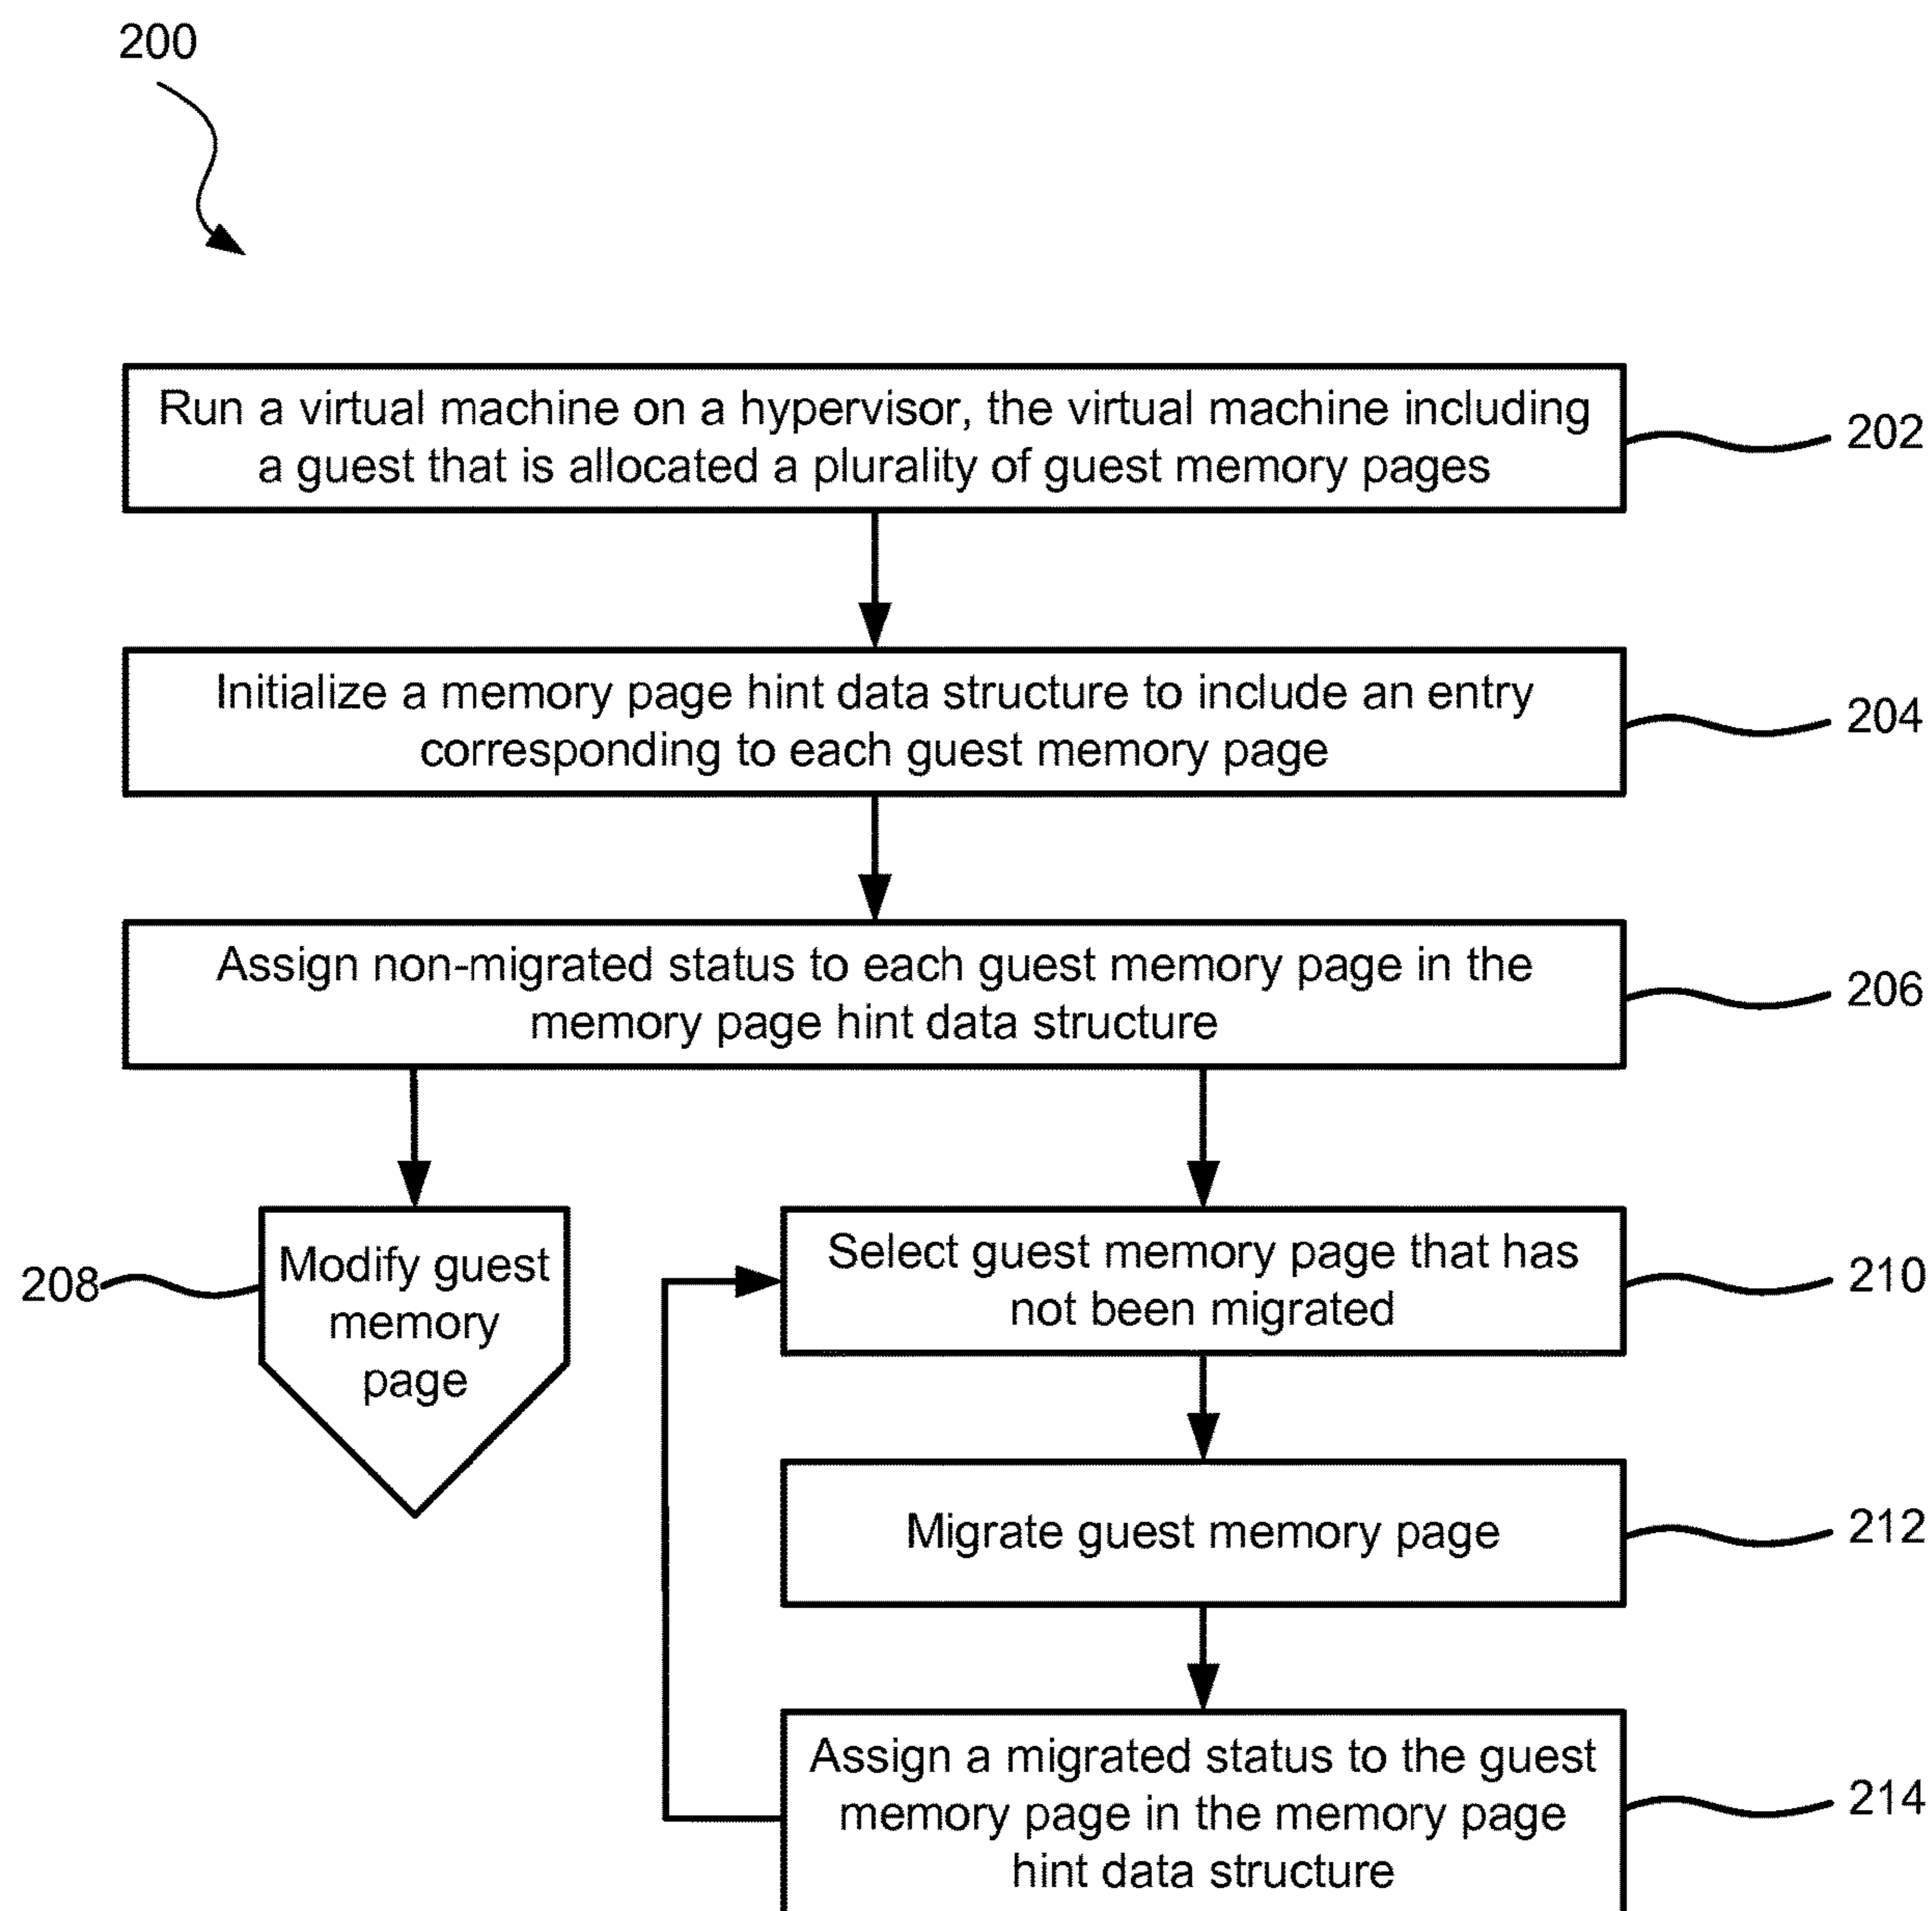 200
Run a virtual machine on a hypervisor, the virtual machine including
a guest that is allocated a plurality of guest memory pages
202
Initialize a memory page hint data structure to include an entry
corresponding to each guest memory page
204
Assign non-migrated status to each guest memory page in the
memory page hint data structure
206
208
Modify guest
memory
page
Select guest memory page that has
not been migrated
210
Migrate guest memory page
212
Assign a migrated status to the guest
memory page in the memory page
hint data structure
214